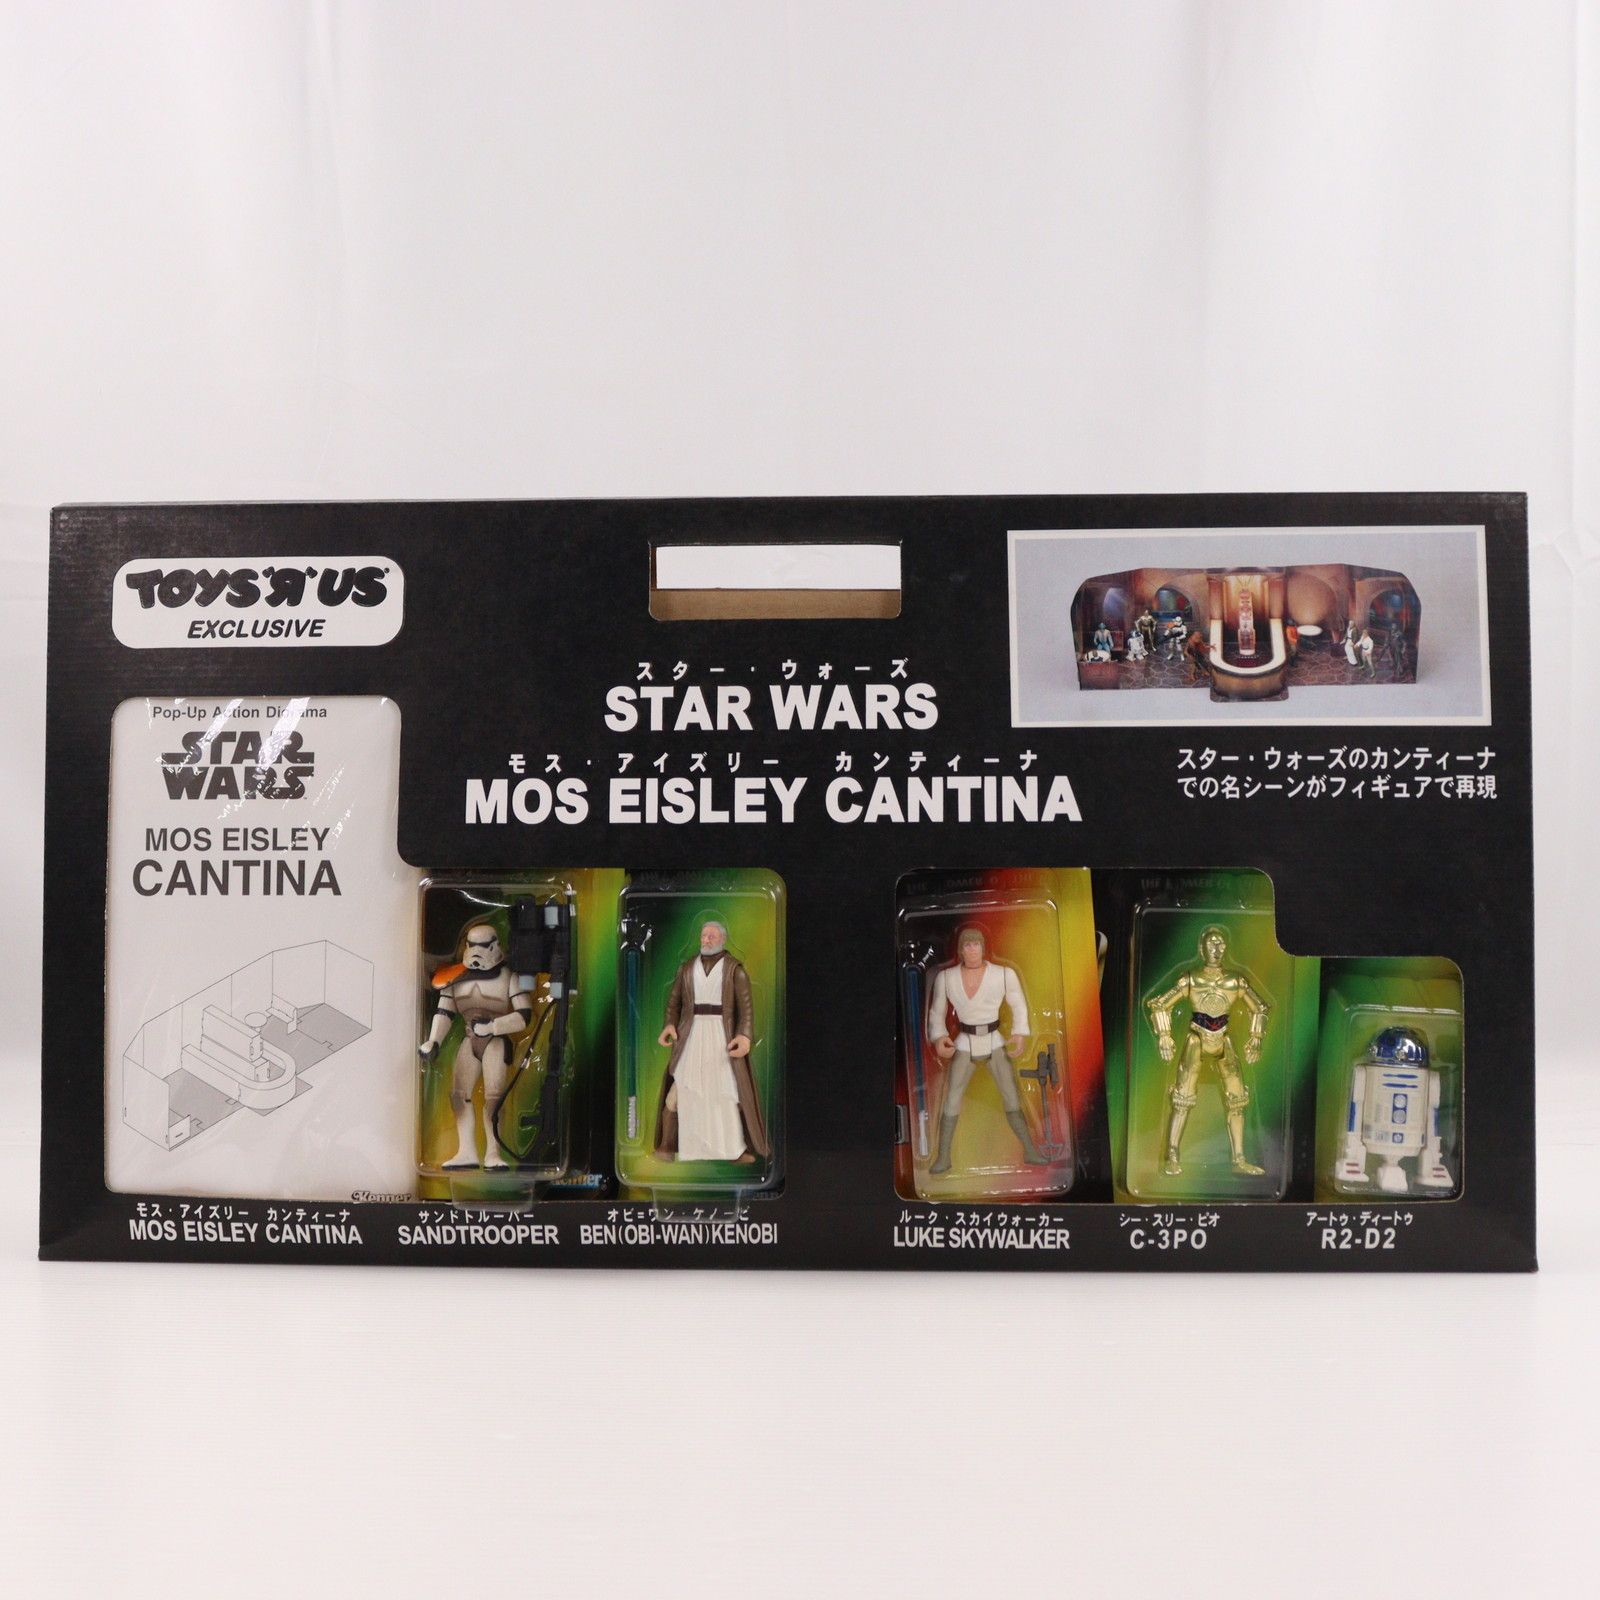 TOYS"Я"US
EXCLUSIVE
スター・ウォーズ
STAR WARS
モス・アイズリー カンティーナ
MOS EISLEY CANTINA
スター・ウォーズのカンティーナ
での名シーンがフィギュアで再現
Pop-Up Action Diorama
STAR
WARS
MOS EISLEY
CANTINA
Kenner
Kenner
モス・アイズリー カンティーナ
MOS EISLEY CANTINA
サンドトルーパー
SANDTROOPER
オビ=ワン・ケノービ
BEN(OBI-WAN)KENOBI
ルーク・スカイウォーカー
LUKE SKYWALKER
シー・スリー・ピオ
C-3PO
アートゥ・ディートゥ
R2-D2